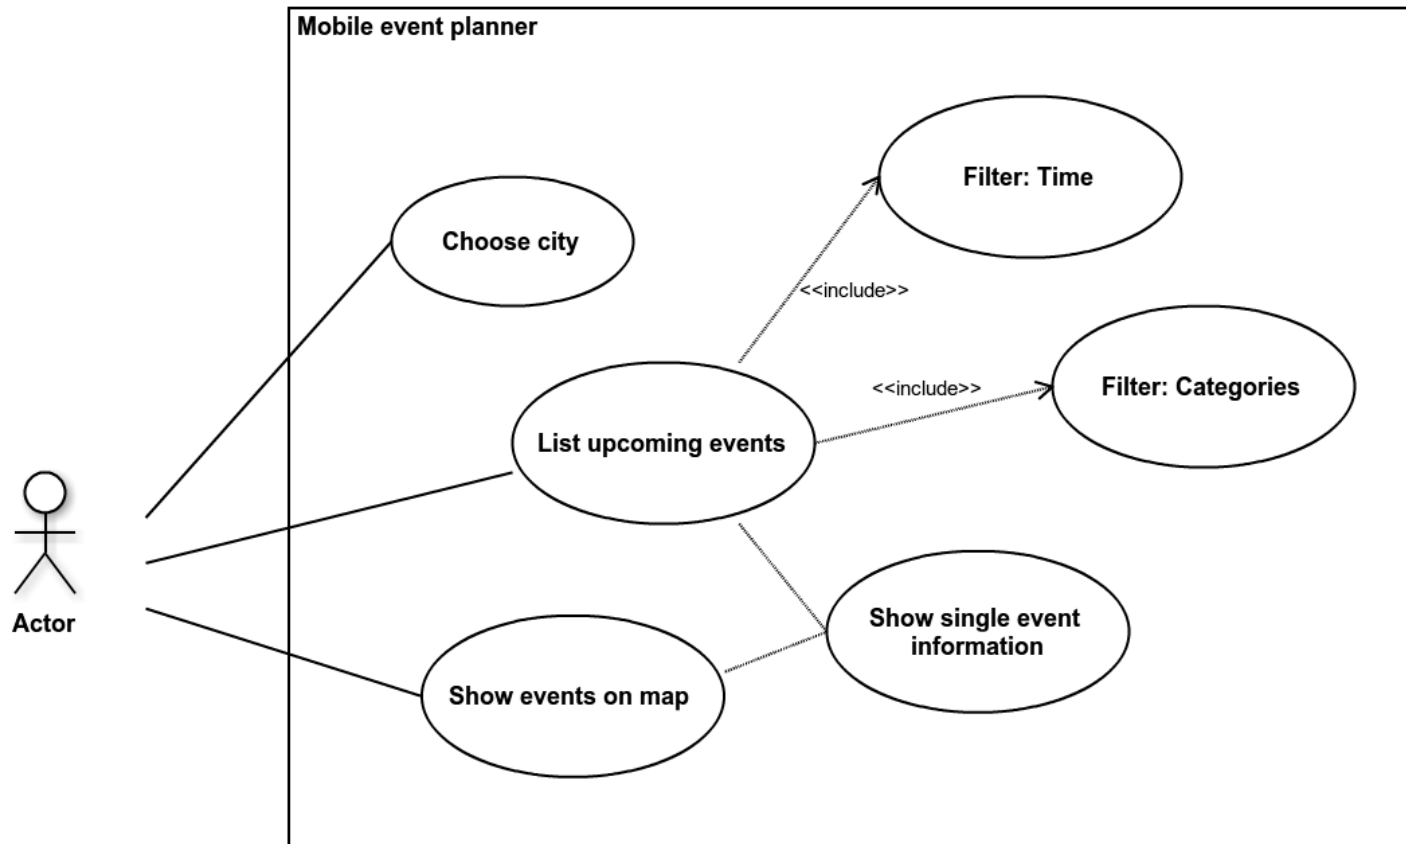 Mobile event planner
Filter: Time
Choose city
<<include>>
<<include>>
Filter: Categories
List upcoming events
Actor
Show single event
information
Show events on map